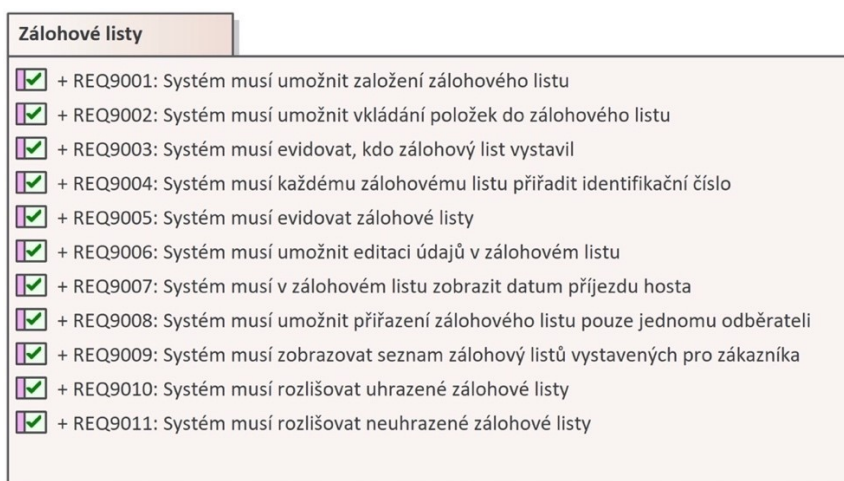 Zálohové listy
+ REQ9001: Systém musí umožnit založení zálohového listu
+ REQ9002: Systém musí umožnit vkládání položek do zálohového listu
+ REQ9003: Systém musí evidovat, kdo zálohový list vystavil
+ REQ9004: Systém musí každému zálohovému listu přiřadit identifikační číslo
+ REQ9005: Systém musí evidovat zálohové listy
+ REQ9006: Systém musí umožnit editaci údajů v zálohovém listu
+ REQ9007: Systém musí v zálohovém listu zobrazit datum příjezdu hosta
+ REQ9008: Systém musí umožnit přiřazení zálohového listu pouze jednomu odběrateli
+ REQ9009: Systém musí zobrazovat seznam zálohový listů vystavených pro zákazníka
+ REQ9010: Systém musí rozlišovat uhrazené zálohové listy
+ REQ9011: Systém musí rozlišovat neuhrazené zálohové listy